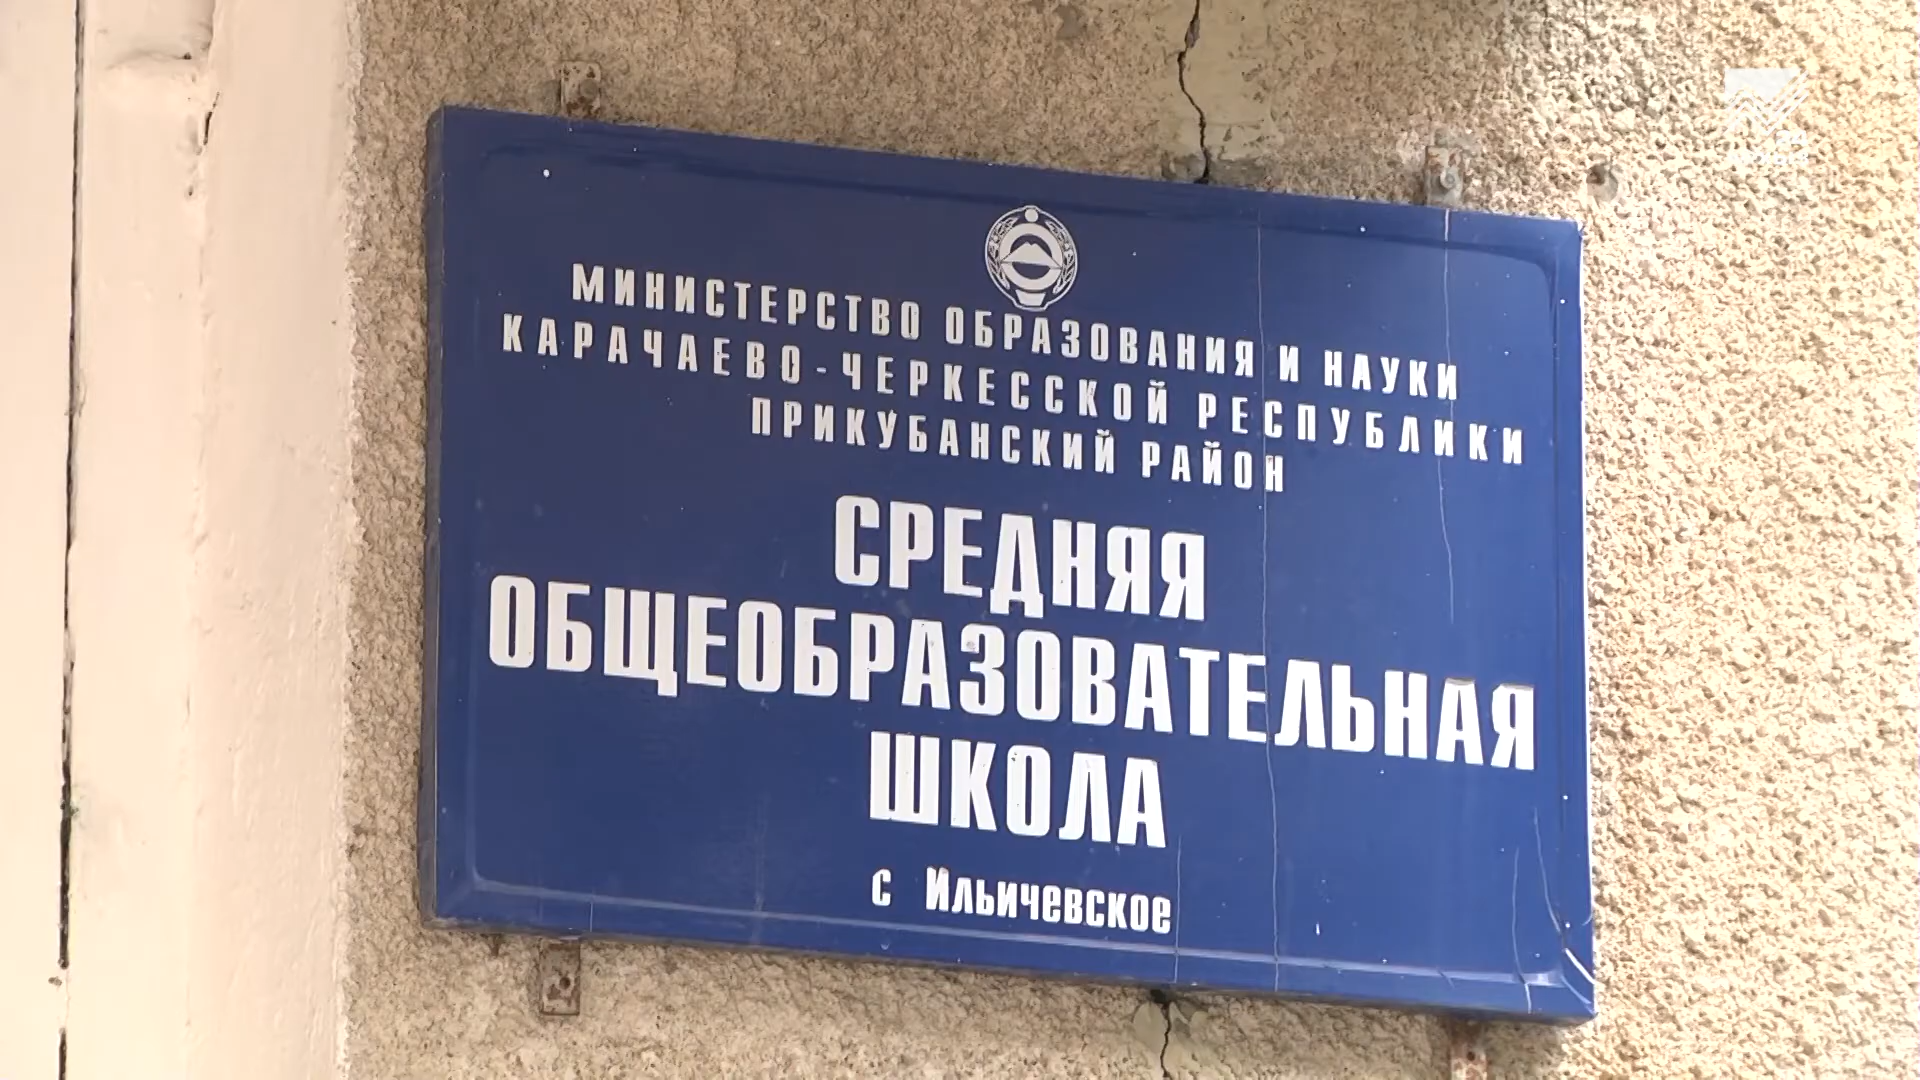 МИНИСТЕРСТВО ОБРАЗОВАНИЯ И НАУКИ
КАРАЧАЕВО-ЧЕРКЕССКОЙ РЕСПУБЛИКИ
ПРИКУБАНСКИЙ РАЙОН
СРЕДНЯЯ
ОБЩЕОБРАЗОВАТЕЛЬНАЯ
ШКОЛА
с Ильичевское